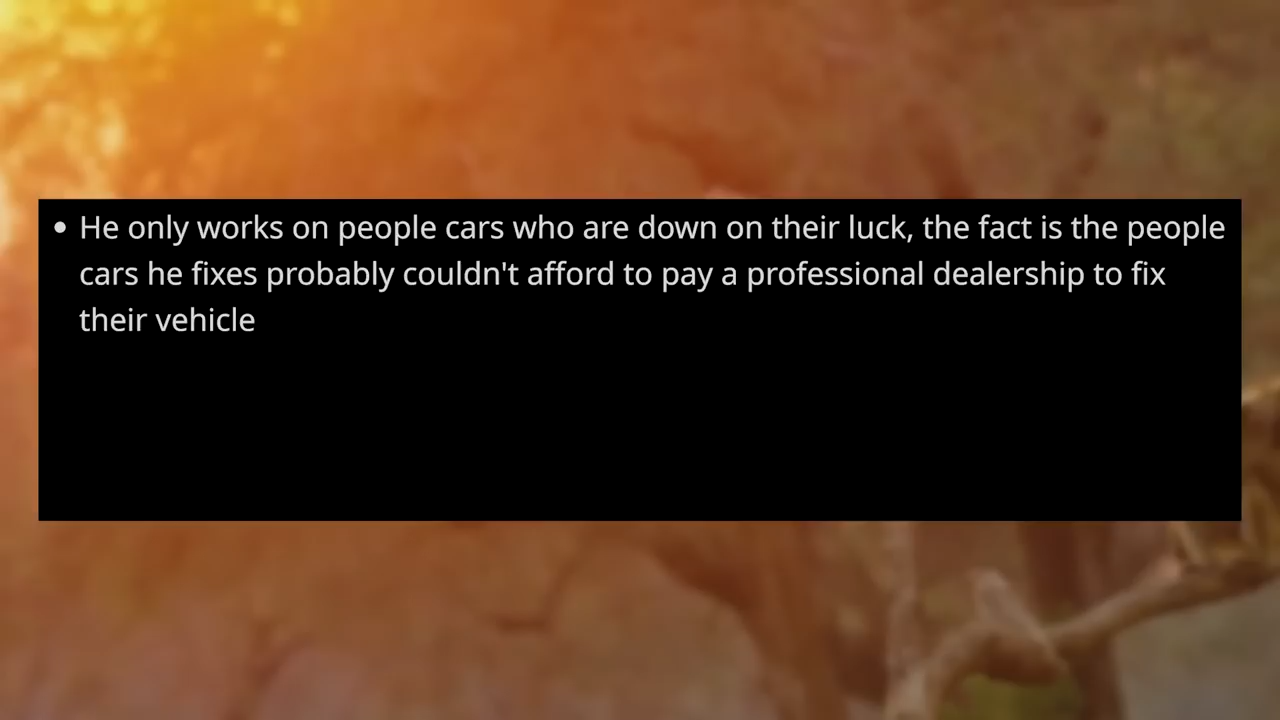 • He only works on people cars who are down on their luck, the fact is the people
cars he fixes probably couldn't afford to pay a professional dealership to fix
their vehicle